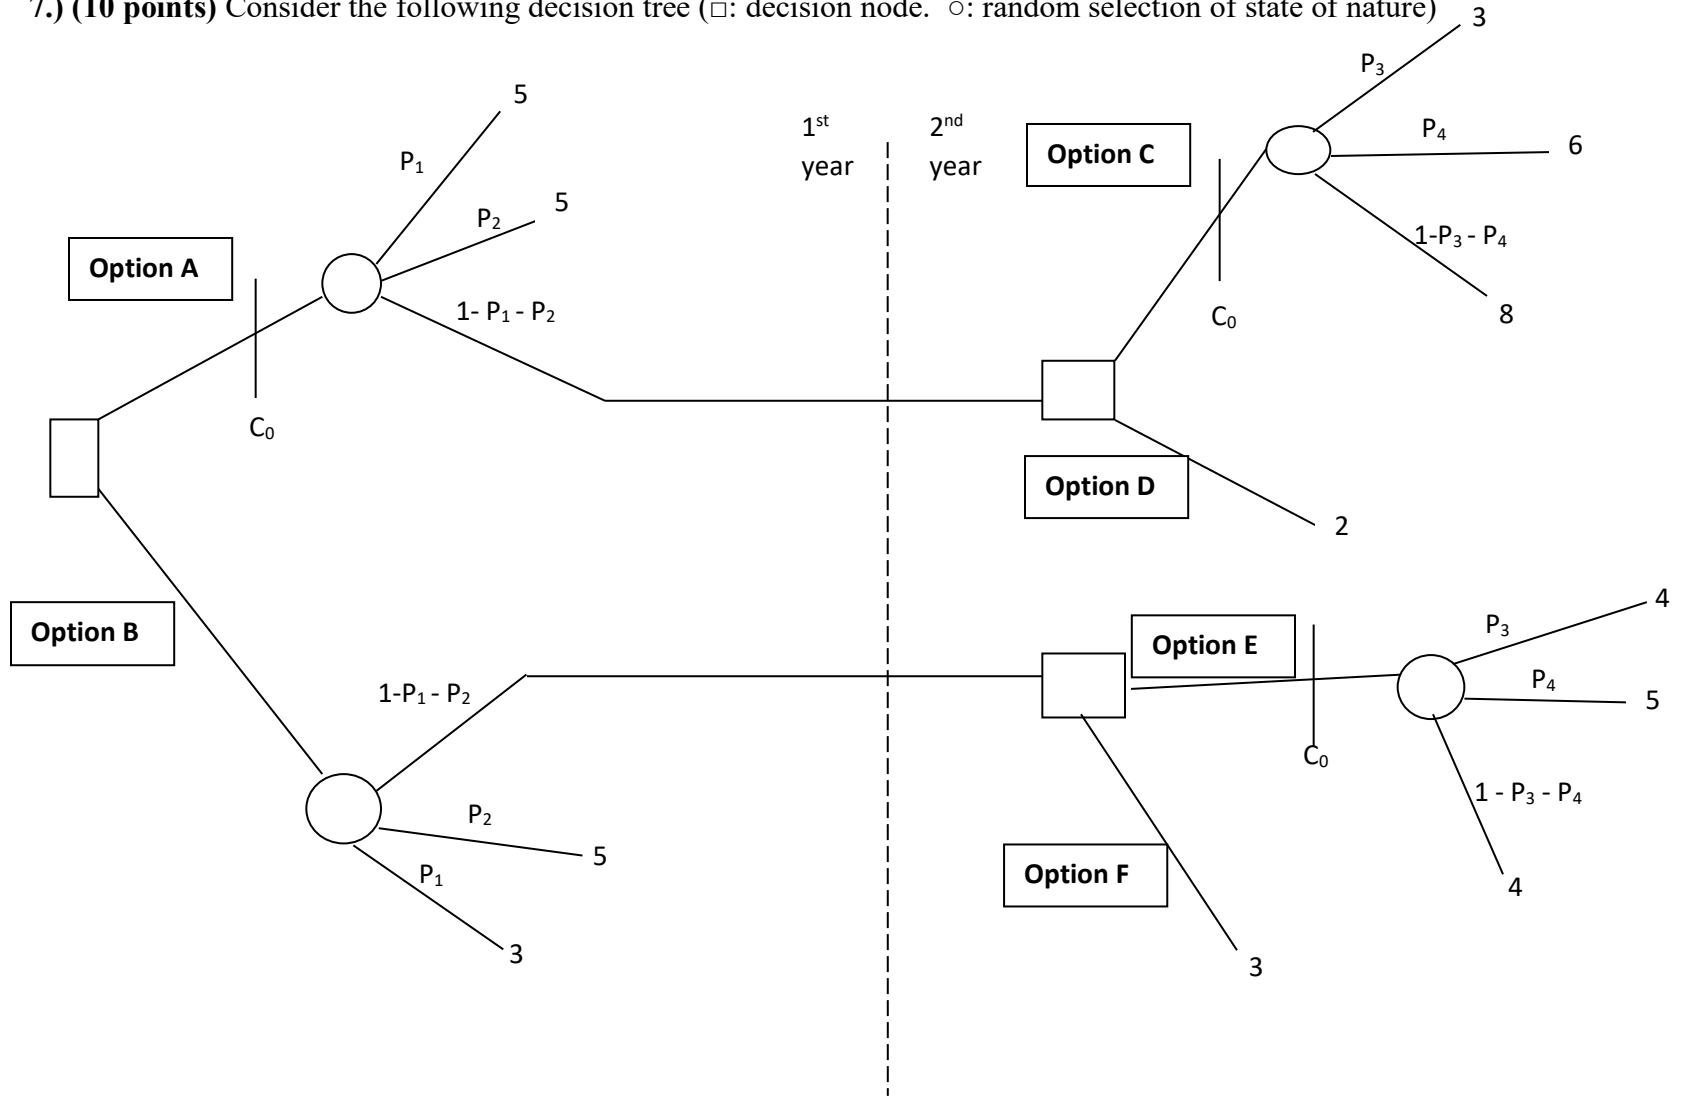 7.) (10 points) Consider the following decision tree (□: decision node. ○: random selection of state of nature)
3
P₃
5
1st year
2nd year
Option C
P₄
6
P₁
5
P₂
1-P₃ - P₄
Option A
1- P₁ - P₂
8
C₀
C₀
Option D
2
Option B
4
Option E
P₃
1-P₁ - P₂
P₄
5
C₀
P₂
1 - P₃ - P₄
5
Option F
P₁
4
3
3